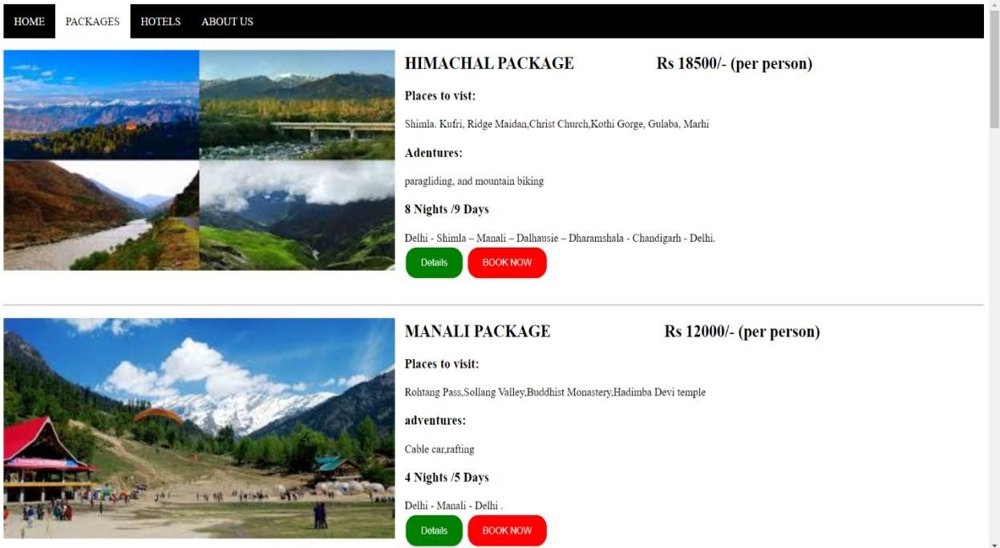 HOME PACKAGES HOTELS ABOUT US
HIMACHAL PACKAGE Rs 18500/- (per person)
Places to vist:
Shimla. Kufri, Ridge Maidan,Christ Church,Kothi Gorge, Gulaba, Marhi
Adentures:
paragliding, and mountain biking
8 Nights /9 Days
Delhi - Shimla – Manali – Dalhausie – Dharamshala - Chandigarh - Delhi.
Details BOOK NOW
MANALI PACKAGE Rs 12000/- (per person)
Places to visit:
Rohtang Pass,Sollang Valley,Buddhist Monastery,Hadimba Devi temple
adventures:
Cable car,rafting
4 Nights /5 Days
Delhi - Manali - Delhi .
Details BOOK NOW